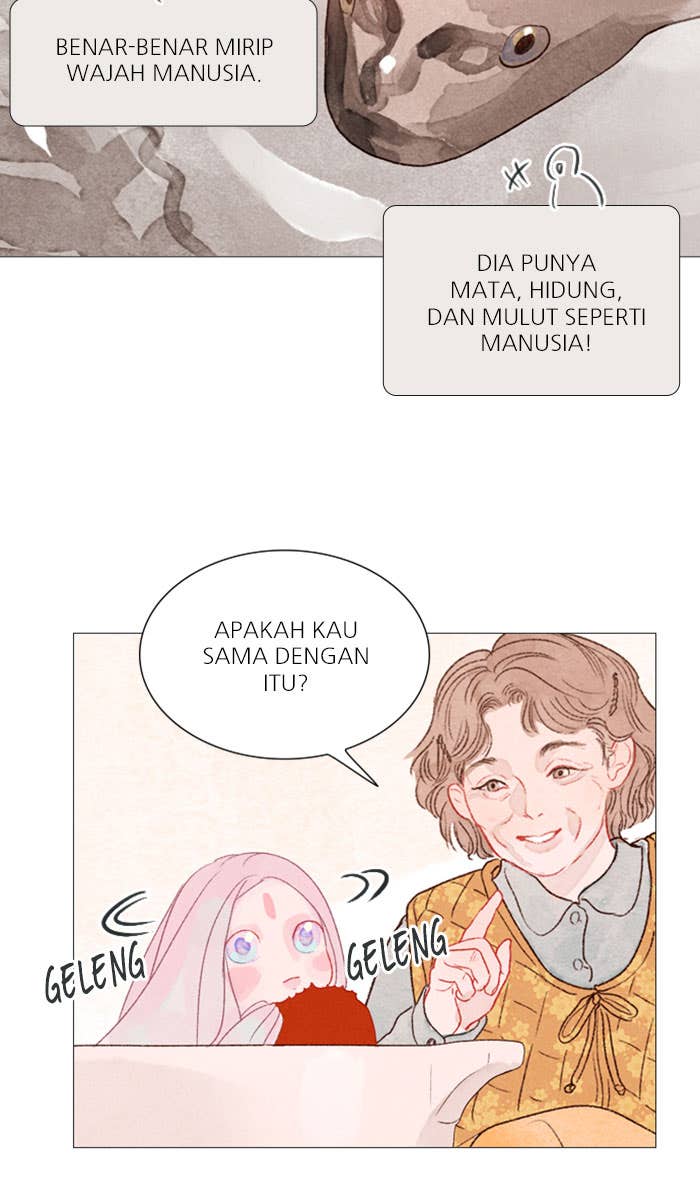 BENAR-BENAR MIRIP
WAJAH MANUSIA.
DIA PUNYA
MATA, HIDUNG,
DAN MULUT SEPERTI
MANUSIA!
APAKAH KAU
SAMA DENGAN
ITU?
GELENG
GELENG